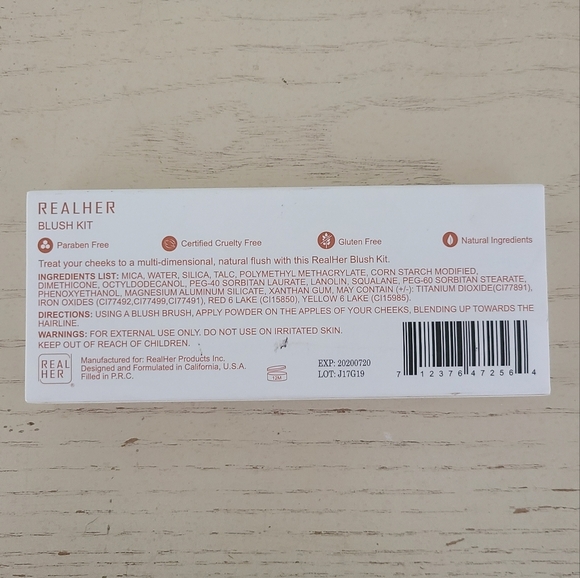 REALHER
BLUSH KIT
Paraben Free Certified Cruelty Free Gluten Free Natural Ingredients
Treat your cheeks to a multi-dimensional, natural flush with this RealHer Blush Kit.
INGREDIENTS LIST: MICA, WATER, SILICA, TALC, POLYMETHYL METHACRYLATE, CORN STARCH MODIFIED,
DIMETHICONE, OCTYLDODECANOL, PEG-40 SORBITAN LAURATE, LANOLIN, SQUALANE, PEG-60 SORBITAN STEARATE,
PHENOXYETHANOL, MAGNESIUM ALUMINUM SILICATE, XANTHAN GUM, MAY CONTAIN (+/-): TITANIUM DIOXIDE(CI77891),
IRON OXIDES (CI77492,CI77499,CI77491), RED 6 LAKE (CI15850), YELLOW 6 LAKE (CI15985).
DIRECTIONS: USING A BLUSH BRUSH, APPLY POWDER ON THE APPLES OF YOUR CHEEKS, BLENDING UP TOWARDS THE
HAIRLINE.
WARNINGS: FOR EXTERNAL USE ONLY. DO NOT USE ON IRRITATED SKIN.
KEEP OUT OF REACH OF CHILDREN.
REAL
HER
®
Manufactured for: RealHer Products Inc.
Designed and Formulated in California, U.S.A.
Filled in P.R.C.
12M
EXP: 20200720
LOT: J17G19
7 12376 47256 4